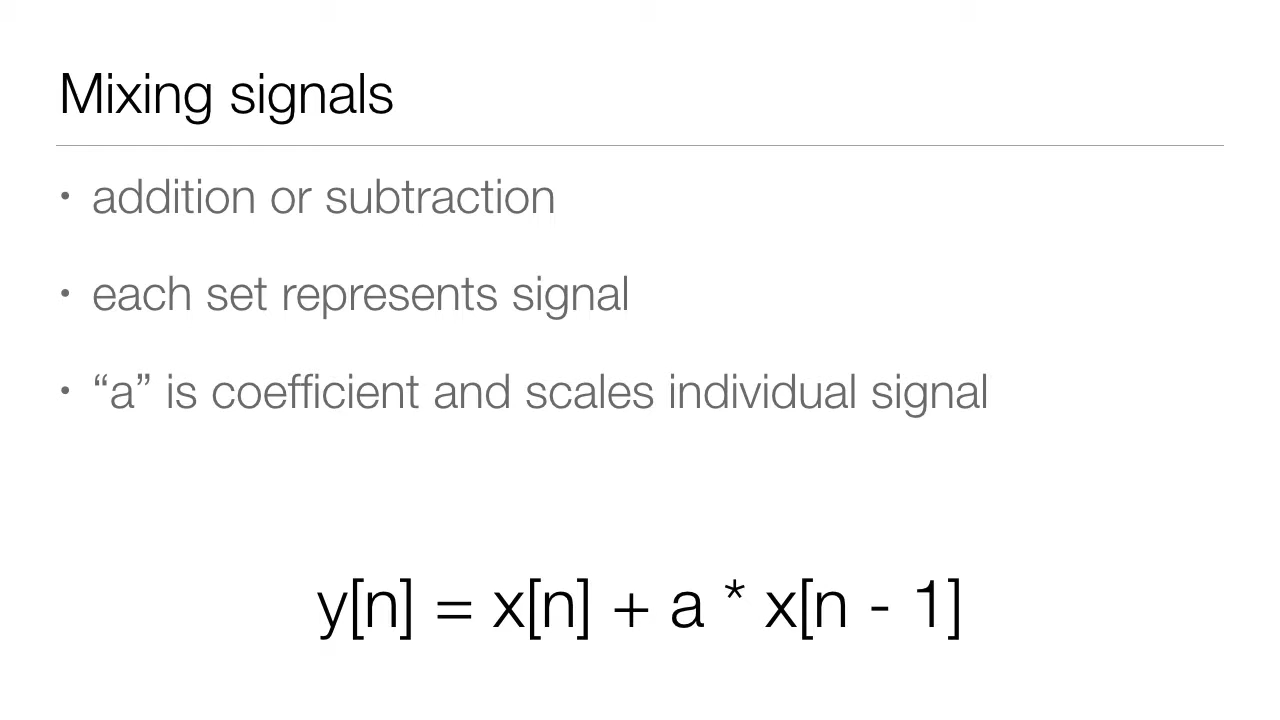 Mixing signals
• addition or subtraction
• each set represents signal
• “a” is coefficient and scales individual signal
y[n] = x[n] + a * x[n - 1]